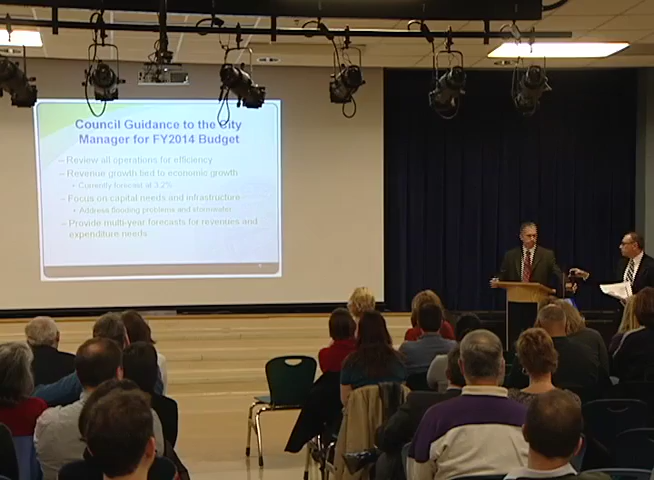 Council Guidance to the City
Manager for FY2014 Budget
– Review all operations for efficiency
– Revenue growth tied to economic growth
• Currently forecast at 3.2%
– Focus on capital needs and infrastructure
• Address flooding problems and stormwater
– Provide multi-year forecasts for revenues and
expenditure needs